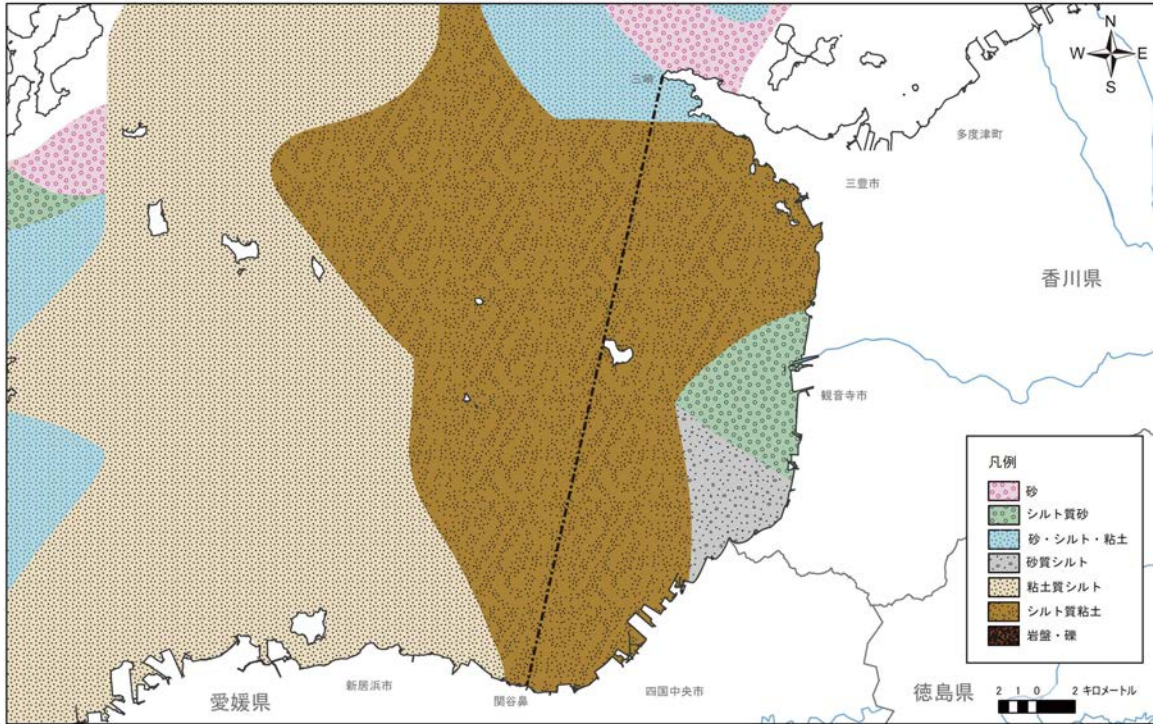 N
W E
S
三崎
多度津町
三豊市
香川県
観音寺市
凡例
砂
シルト質砂
砂・シルト・粘土
砂質シルト
粘土質シルト
シルト質粘土
岩盤・礫
新居浜市
愛媛県
関谷鼻
四国中央市
徳島県
2 1 0 2 キロメートル